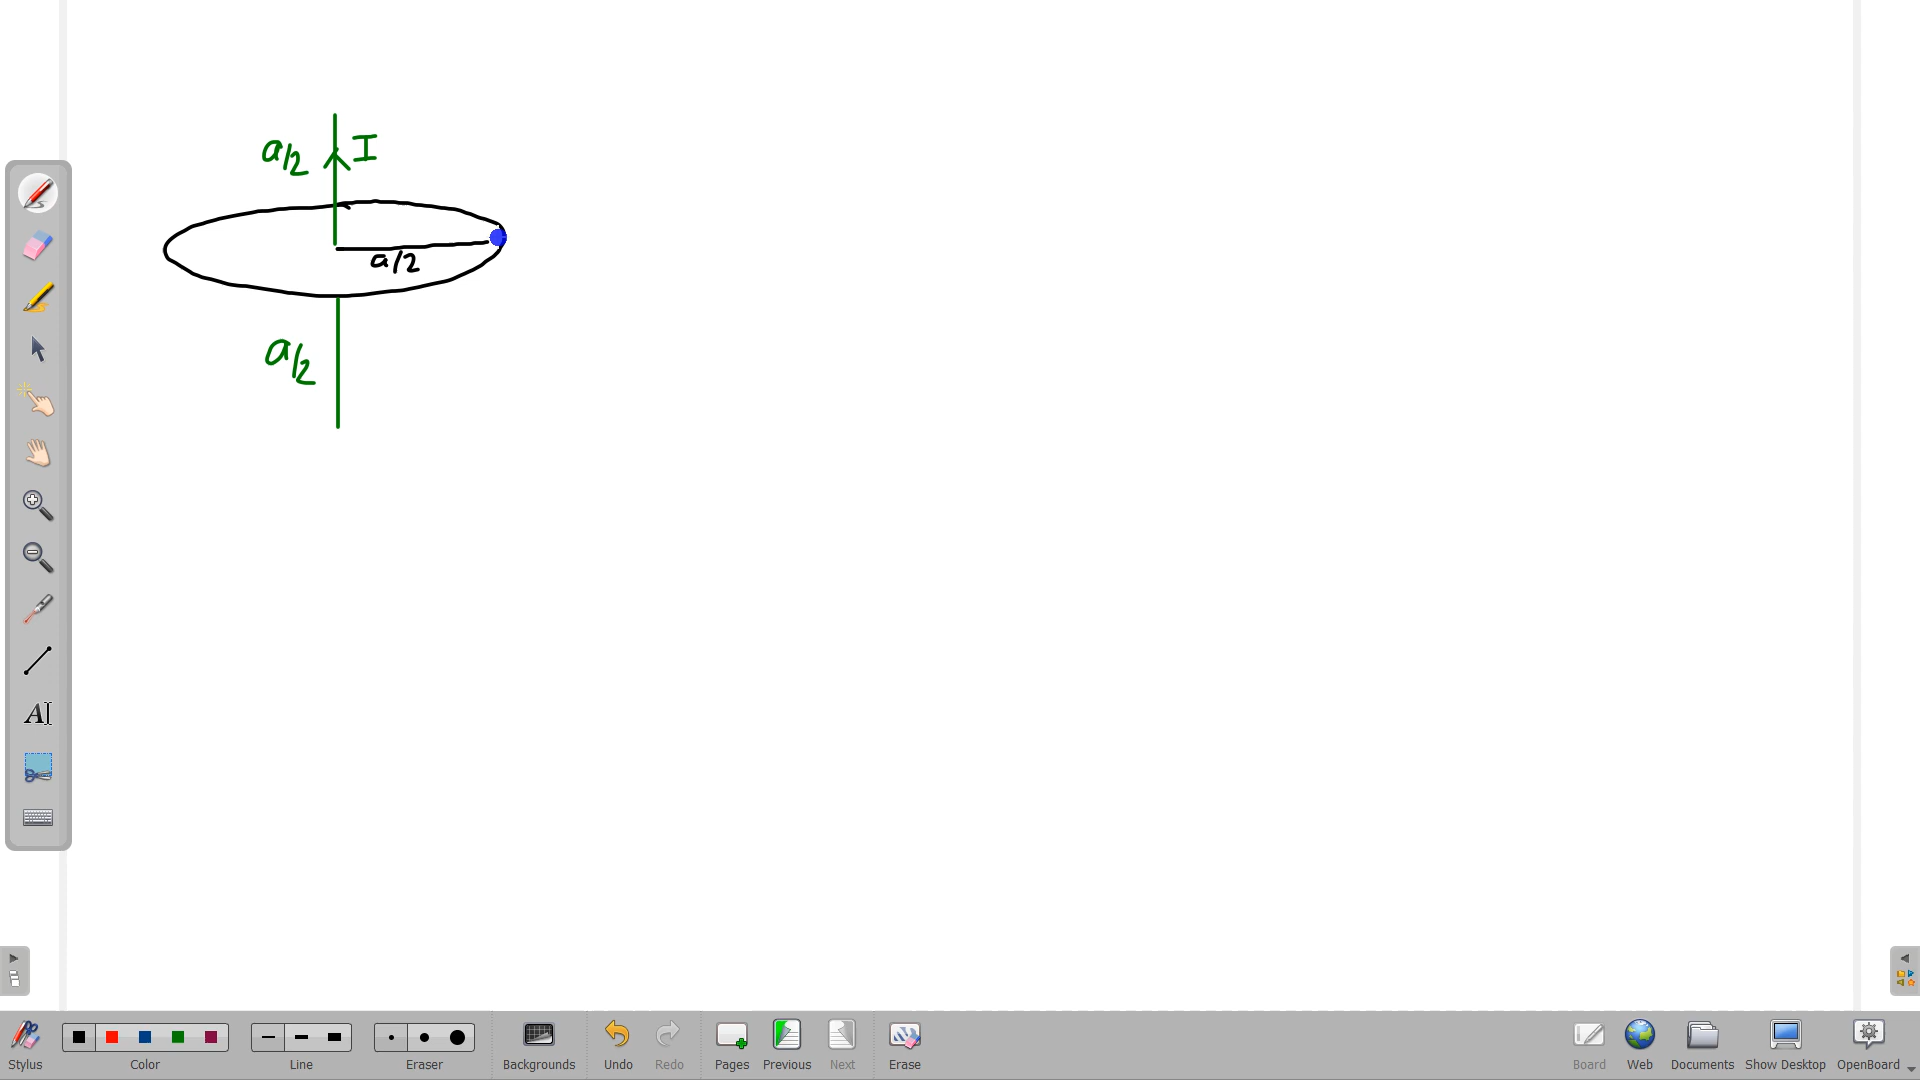 a/2 I
a/2
a/2
AI
Stylus Color Line Eraser Backgrounds Undo Redo Pages Previous Next Erase Board Web Documents Show Desktop OpenBoard